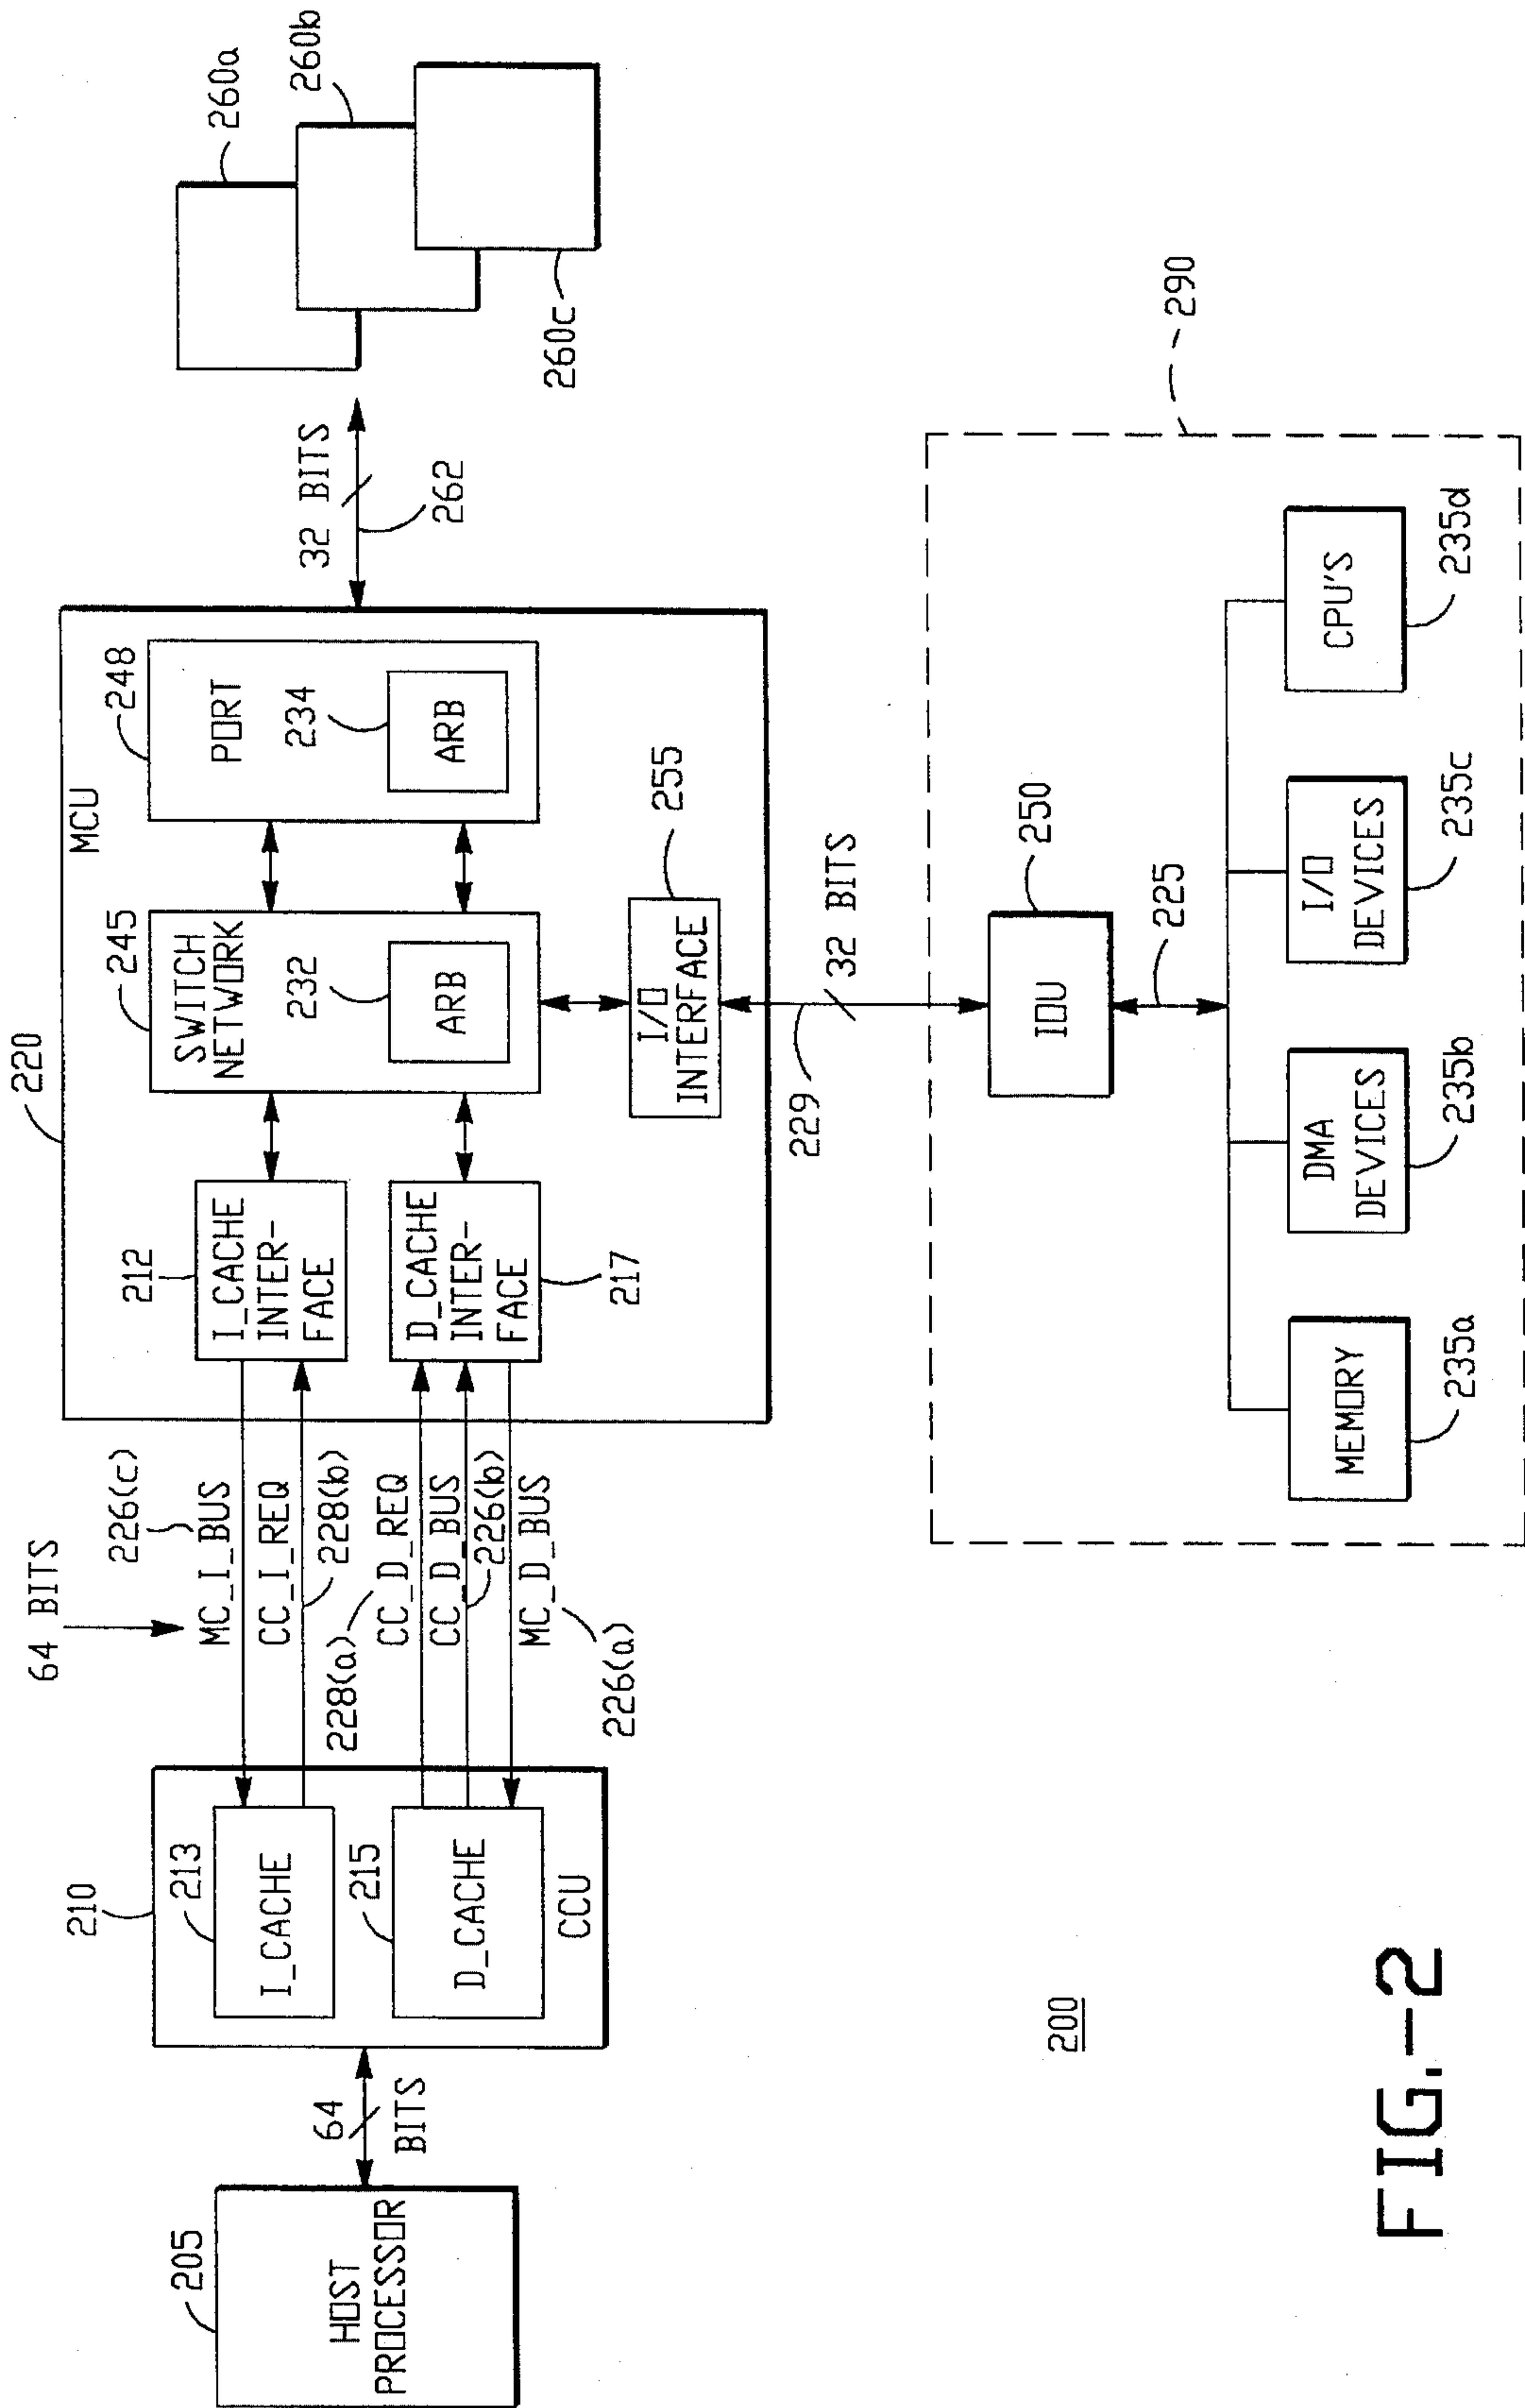 205
HOST
PROCESSOR
64
BITS
210
213
I_CACHE
215
D_CACHE
CCU
64 BITS
226(c)
MC_I_BUS
CC_I_REQ
228(b)
228(a)
CC_D_REQ
CC_D_BUS
226(b)
MC_D_BUS
226(a)
220
MCU
212
I_CACHE
INTER-
FACE
D_CACHE
INTER-
FACE
217
245
SWITCH
NETWORK
232
ARB
248
PORT
234
ARB
I/O
INTERFACE
255
32 BITS
262
260a
260b
260c
229
32 BITS
290
IOU
250
225
MEMORY
235a
DMA
DEVICES
235b
I/O
DEVICES
235c
CPU'S
235d
200
FIG.-2